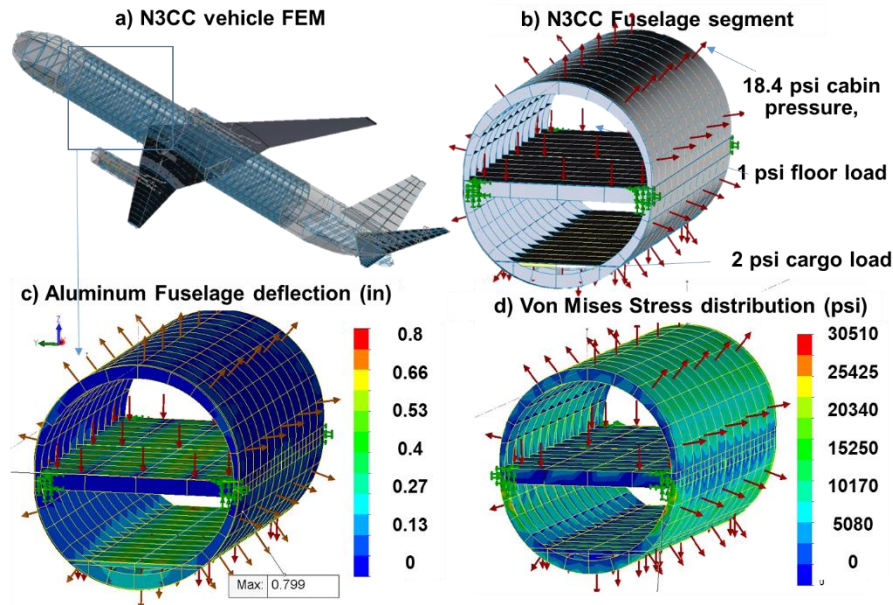 a) N3CC vehicle FEM
b) N3CC Fuselage segment
18.4 psi cabin
pressure,
1 psi floor load
2 psi cargo load
c) Aluminum Fuselage deflection (in)
Z
Y
0.8
0.66
0.53
0.4
0.27
0.13
0
Max: 0.799
d) Von Mises Stress distribution (psi)
30510
25425
20340
15250
10170
5080
0